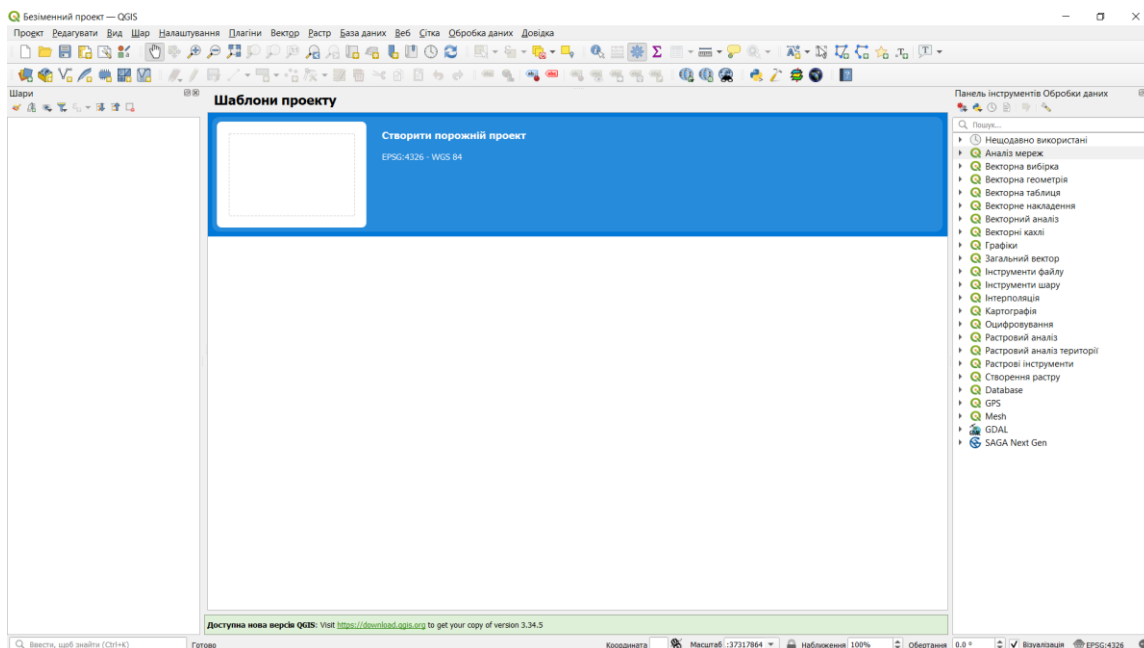 Безіменний проект — QGIS
Проект Редагувати Вид Шар Налаштування Плагіни Вектор Растр База даних Веб Сітка Обробка даних Довідка
Шари
Шаблони проекту
Створити порожній проект
EPSG:4326 - WGS 84
Панель інструментів Обробки даних
Пошук...
Нещодавно використані
Аналіз мереж
Векторна вибірка
Векторна геометрія
Векторна таблиця
Векторне накладення
Векторний аналіз
Векторні кахлі
Графіки
Загальний вектор
Інструменти файлу
Інструменти шару
Інтерполяція
Картографія
Оцифровування
Растровий аналіз
Растровий аналіз території
Растрові інструменти
Створення растру
Database
GPS
Mesh
GDAL
SAGA Next Gen
Доступна нова версія QGIS: Visit https://download.qgis.org to get your copy of version 3.34.5
Ввести, щоб знайти (Ctrl+K) Готово Координата Масштаб :37317864 Наближення 100% Обертання 0.0 ° Візуалізація EPSG:4326